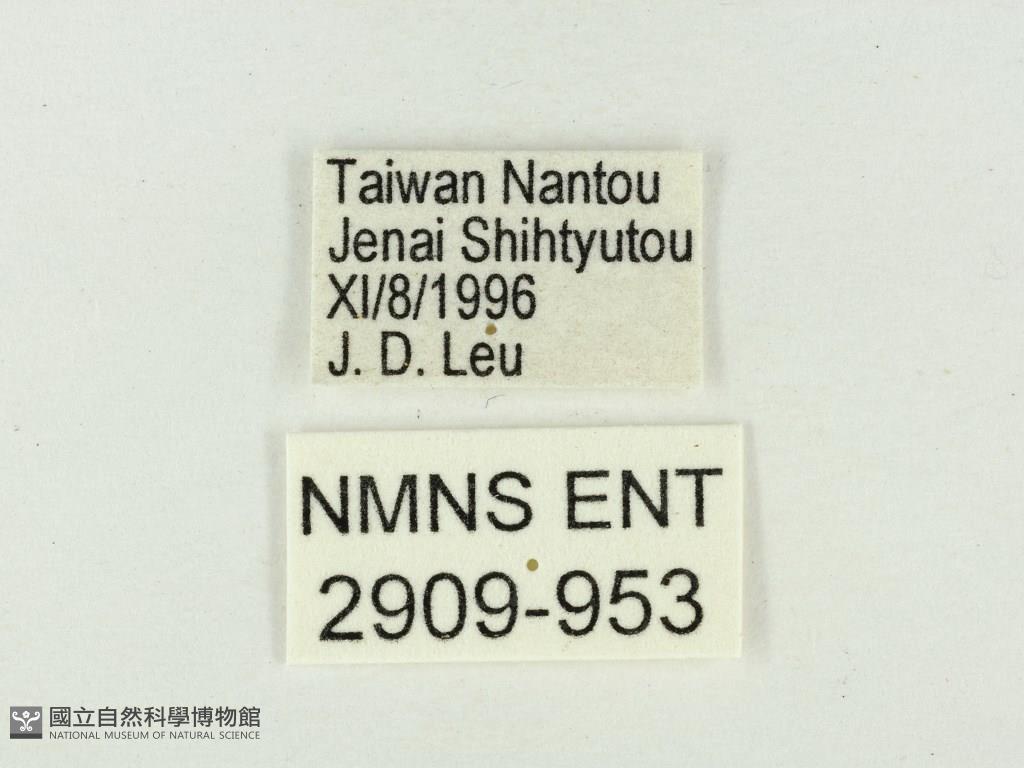 Taiwan Nantou
Jenai Shihtyutou
XI/8/1996
J. D. Leu
NMNS ENT
2909-953
國立自然科學博物館
NATIONAL MUSEUM OF NATURAL SCIENCE